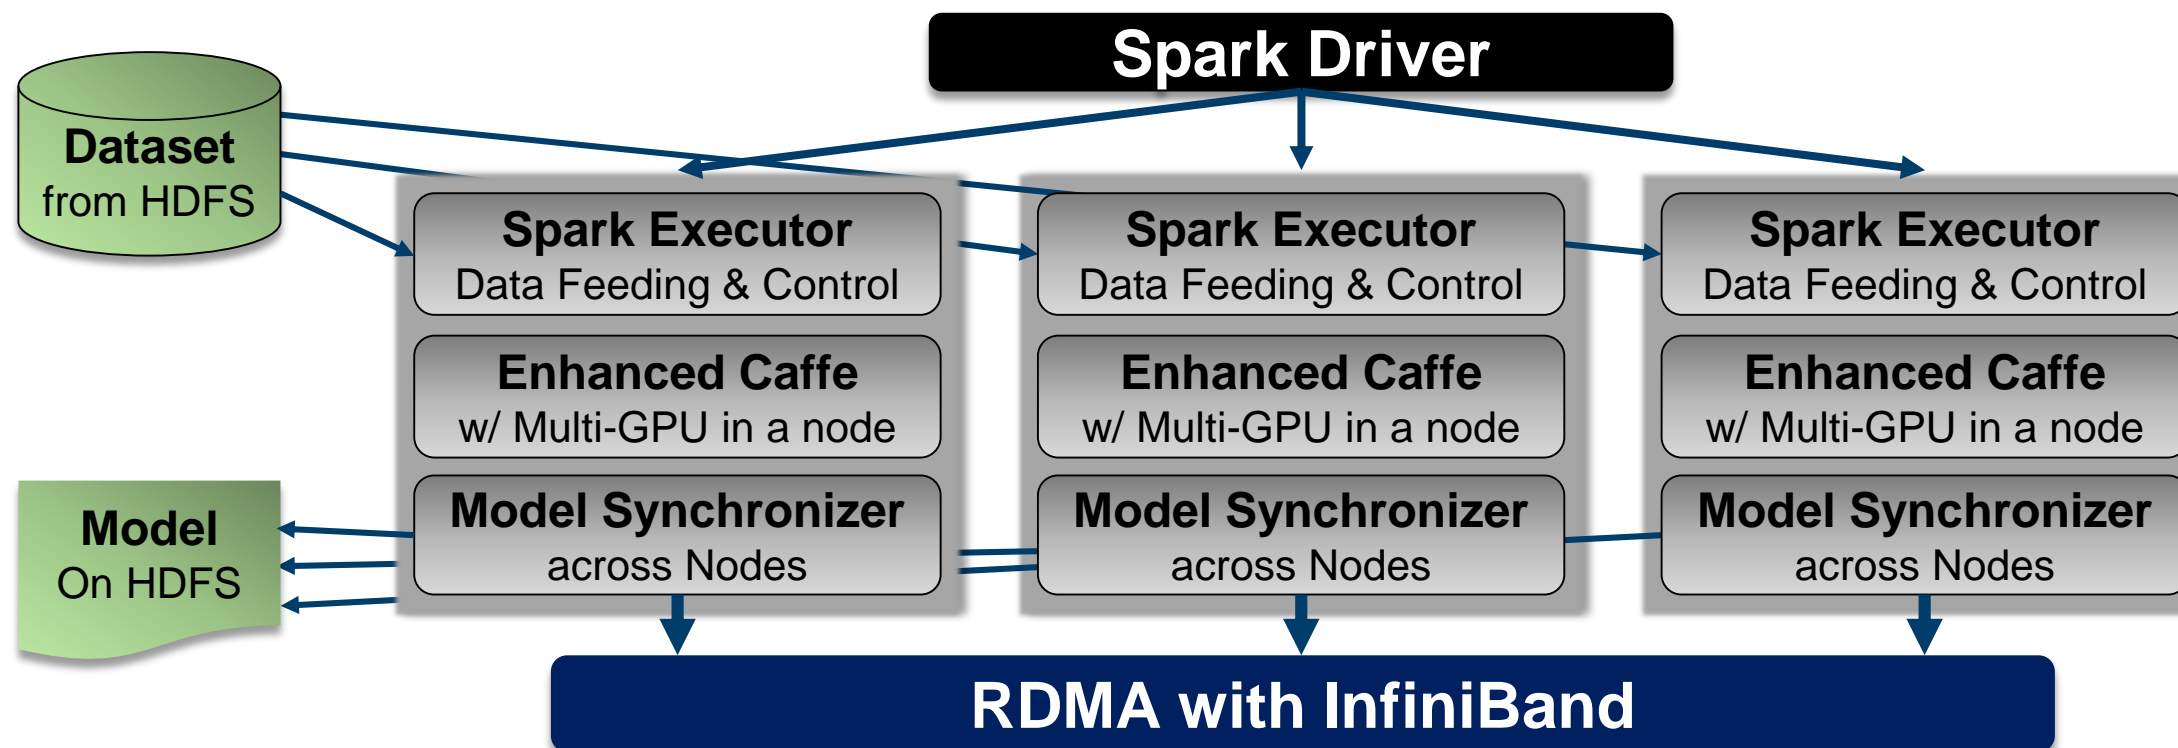 Spark Driver
Dataset
from HDFS
Spark Executor
Data Feeding & Control
Spark Executor
Data Feeding & Control
Spark Executor
Data Feeding & Control
Enhanced Caffe
w/ Multi-GPU in a node
Enhanced Caffe
w/ Multi-GPU in a node
Enhanced Caffe
w/ Multi-GPU in a node
Model
On HDFS
Model Synchronizer
across Nodes
Model Synchronizer
across Nodes
Model Synchronizer
across Nodes
RDMA with InfiniBand